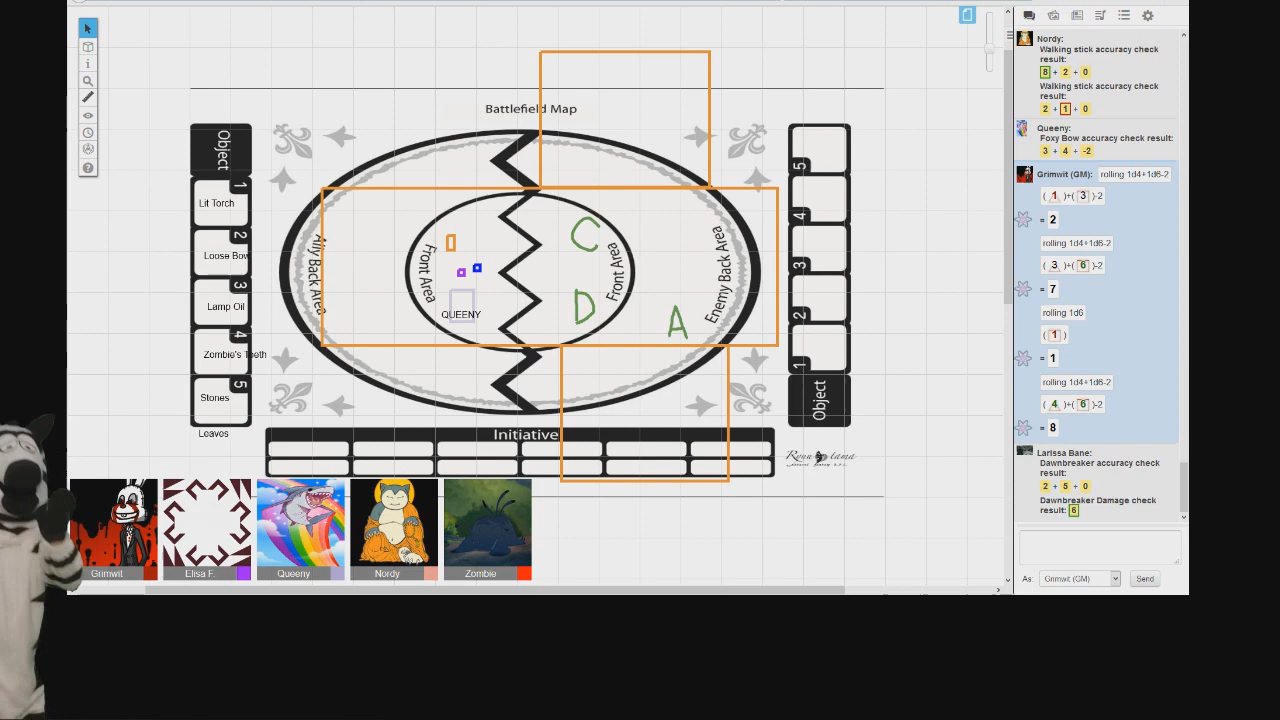 Battlefield Map
Object
1
Lit Torch
2
Loose Bow
3
Lamp Oil
4
Zombie's Teeth
5
Stones
Leaves
Ally Back Area
Front Area
QUEENY
C
D
A
Front Area
Enemy Back Area
5
4
3
2
1
Object
Initiative
Grimwit
Elisa F.
Queeny
Nordy
Zombie
Nordy:
Walking stick accuracy check
result:
8 + 2 + 0
Walking stick accuracy check
result:
2 + 1 + 0
Queeny:
Foxy Bow accuracy check result:
3 + 4 + -2
Grimwit (GM): rolling 1d4+1d6-2
( 1 )+( 3 )-2
= 2
rolling 1d4+1d6-2
( 3 )+( 6 )-2
= 7
rolling 1d6
( 1 )
= 1
rolling 1d4+1d6-2
( 4 )+( 6 )-2
= 8
Larissa Bane:
Dawnbreaker accuracy check
result:
2 + 5 + 0
Dawnbreaker Damage check
result: 6
As: Grimwit (GM) Send